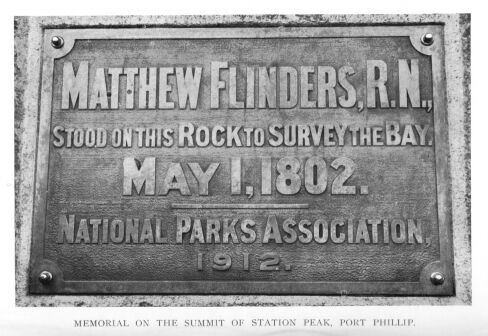 MATTHEW FLINDERS, R.N.,
STOOD ON THIS ROCK TO SURVEY THE BAY.
MAY 1, 1802.
NATIONAL PARKS ASSOCIATION,
1912.
MEMORIAL ON THE SUMMIT OF STATION PEAK, PORT PHILLIP.